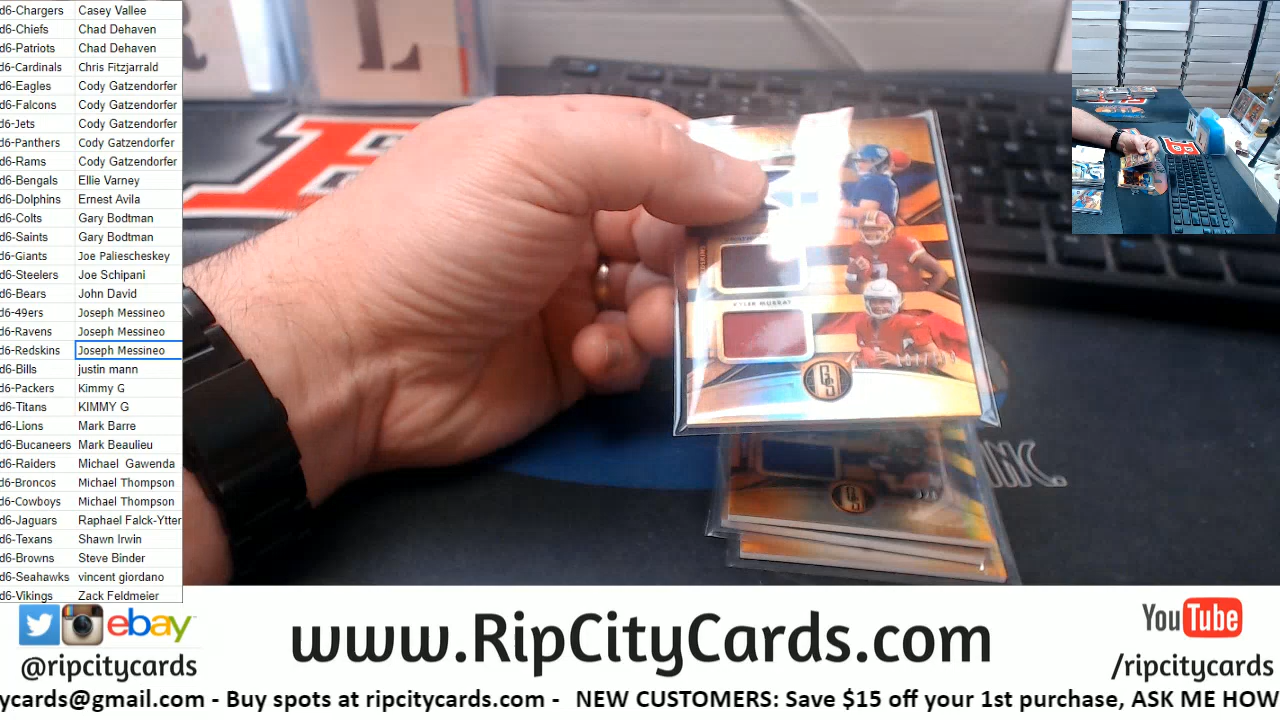 d6-Chargers Casey Vallee
d6-Chiefs Chad Dehaven
d6-Patriots Chad Dehaven
d6-Cardinals Chris Fitzjarrald
d6-Eagles Cody Gatzendorfer
d6-Falcons Cody Gatzendorfer
d6-Jets Cody Gatzendorfer
d6-Panthers Cody Gatzendorfer
d6-Rams Cody Gatzendorfer
d6-Bengals Ellie Varney
d6-Dolphins Ernest Avila
d6-Colts Gary Bodtman
d6-Saints Gary Bodtman
d6-Giants Joe Paliescheskey
d6-Steelers Joe Schipani
d6-Bears John David
d6-49ers Joseph Messineo
d6-Ravens Joseph Messineo
d6-Redskins Joseph Messineo
d6-Bills justin mann
d6-Packers Kimmy G
d6-Titans KIMMY G
d6-Lions Mark Barre
d6-Bucaneers Mark Beaulieu
d6-Raiders Michael Gawenda
d6-Broncos Michael Thompson
d6-Cowboys Michael Thompson
d6-Jaguars Raphael Falck-Ytter
d6-Texans Shawn Irwin
d6-Browns Steve Binder
d6-Seahawks vincent giordano
d6-Vikings Zack Feldmeier
L
KYLER MURRAY
GS
INC.
ebay
@ripcitycards
www.RipCityCards.com
YouTube
/ripcitycards
ycards@gmail.com - Buy spots at ripcitycards.com - NEW CUSTOMERS: Save $15 off your 1st purchase, ASK ME HOW